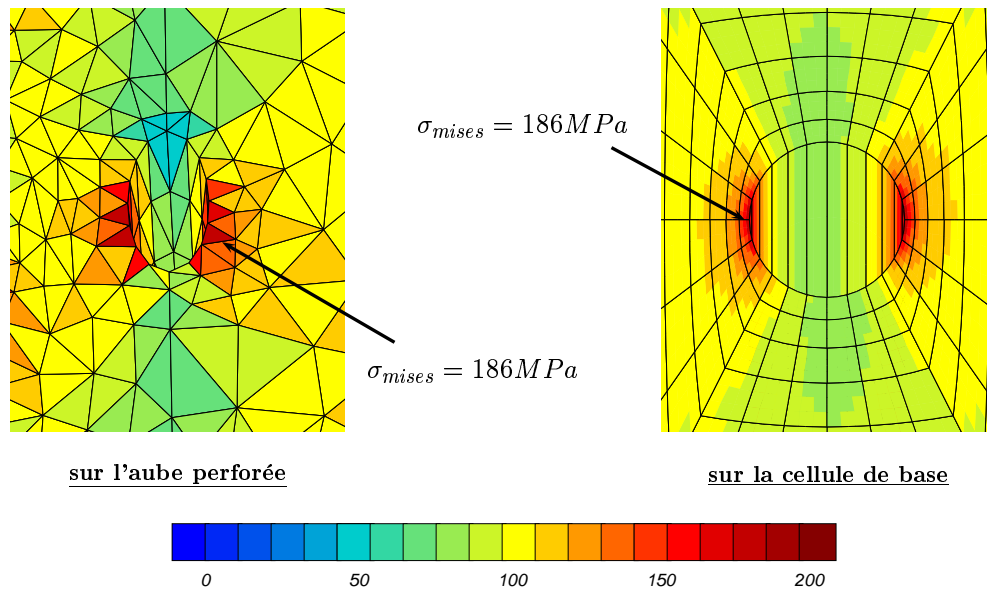 σ_mises = 186MPa
σ_mises = 186MPa
sur l'aube perforée
sur la cellule de base
0 50 100 150 200